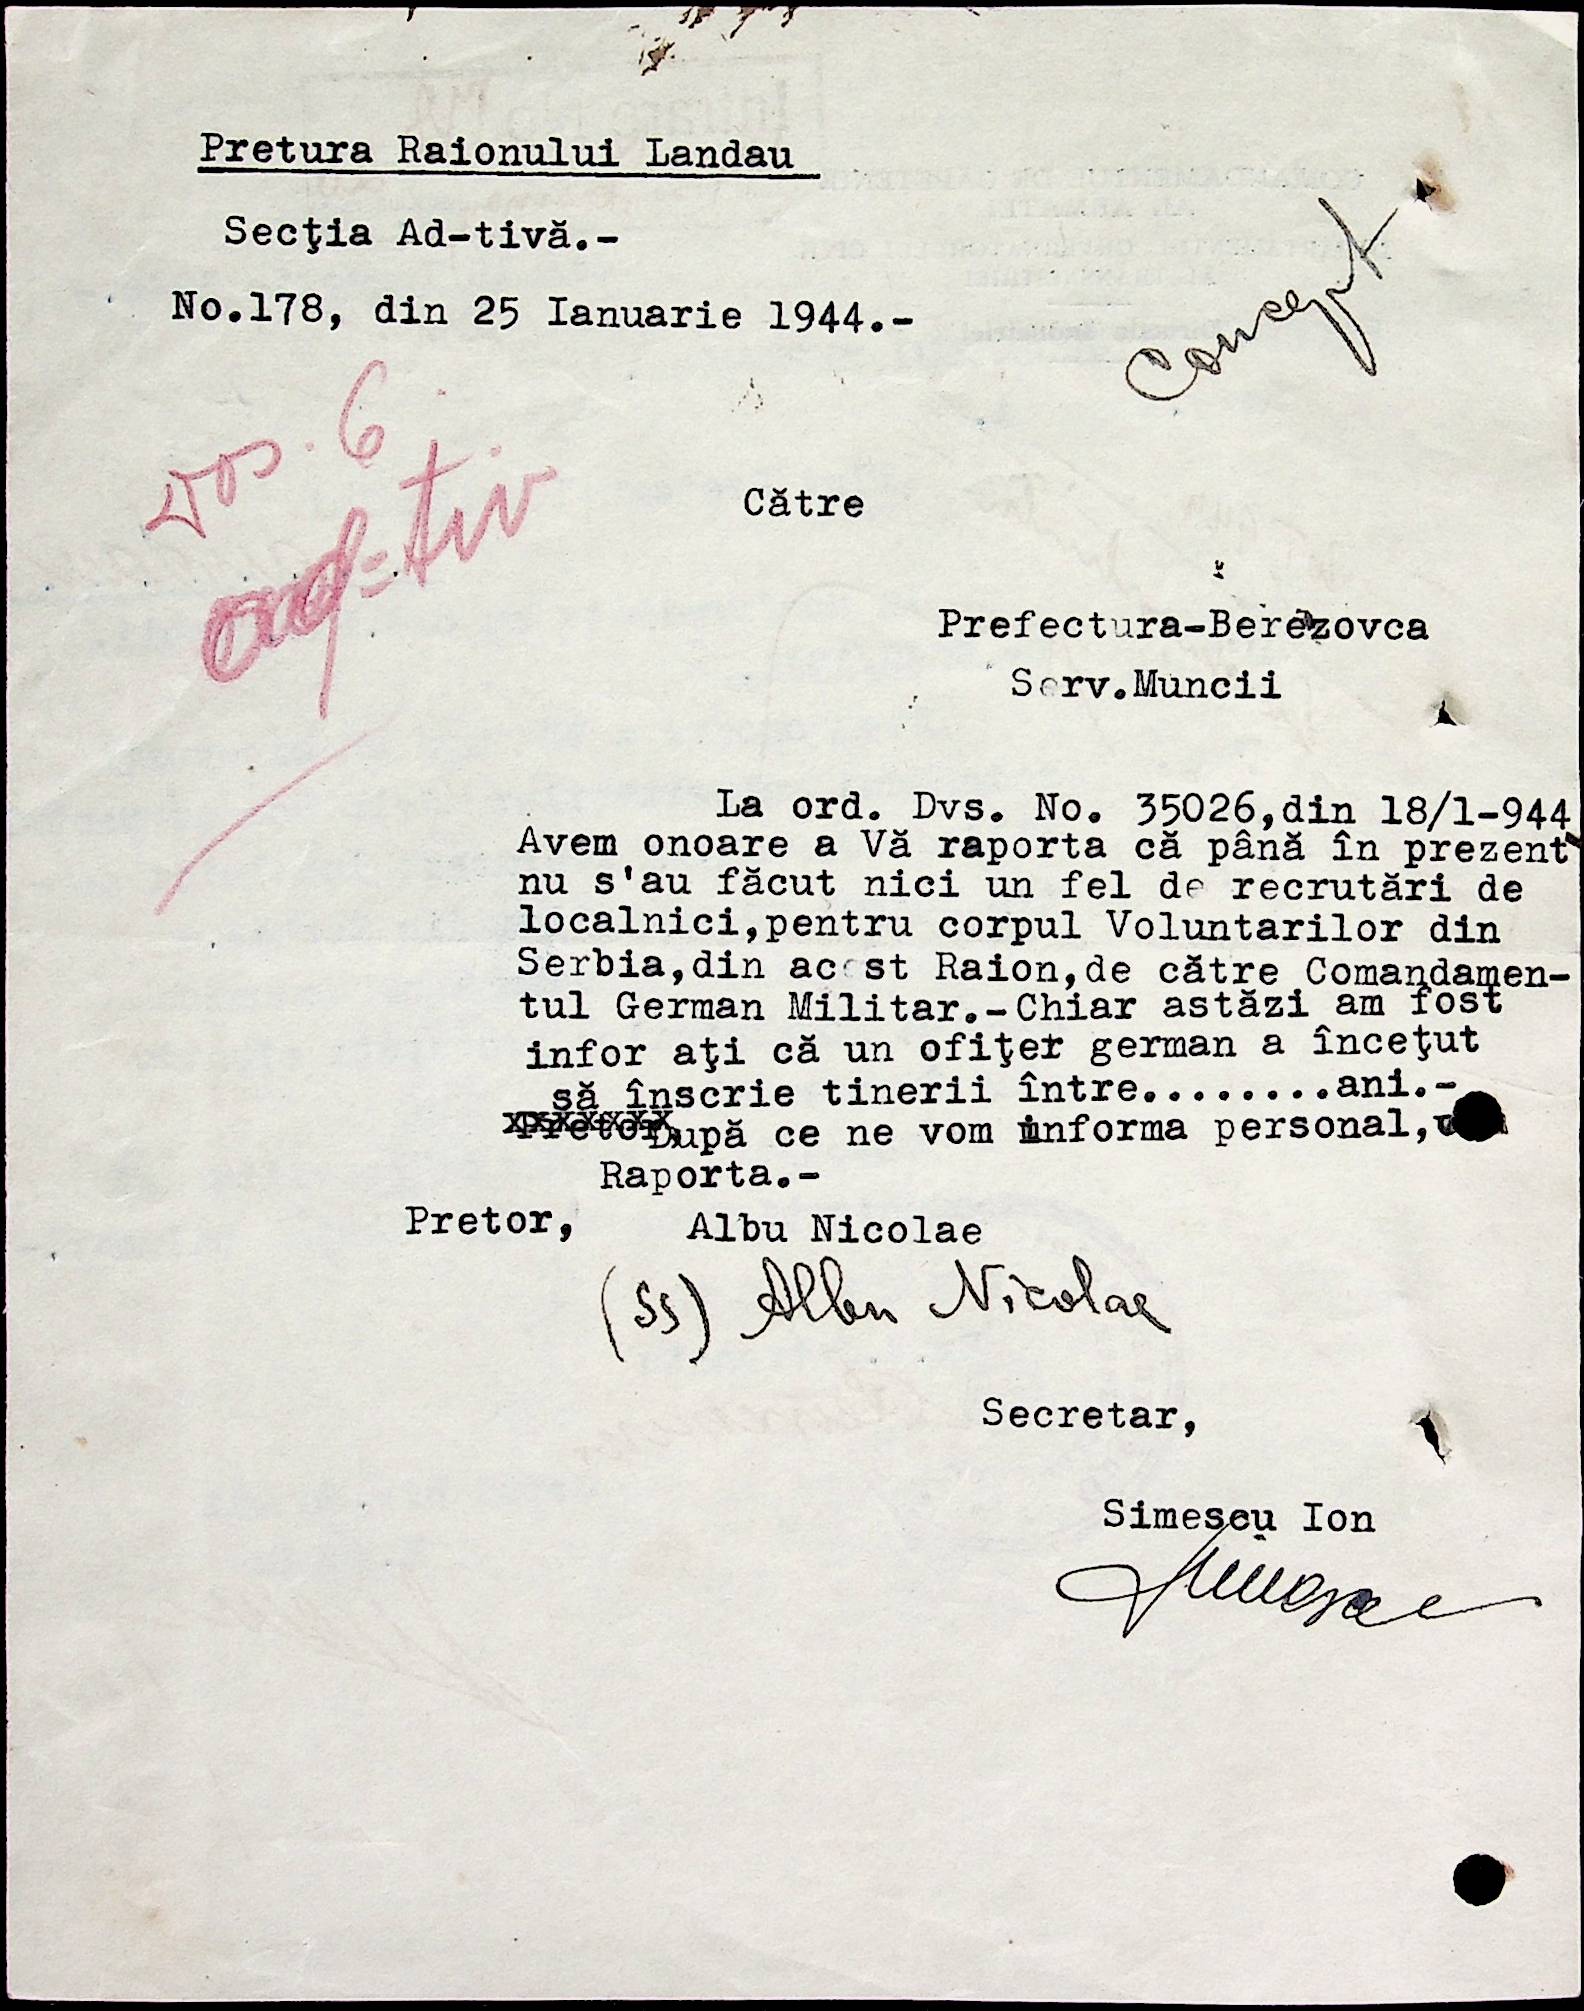 Pretura Raionului Landau
Secţia Ad-tivă.-
No.178, din 25 Ianuarie 1944.-
Concept
Dos. 6
ad=tiv
Către
Prefectura-Berezovca
Serv.Muncii
La ord. Dvs. No. 35026,din 18/1-944
Avem onoare a Vă raporta că până în prezent
nu s'au făcut nici un fel de recrutări de
localnici,pentru corpul Voluntarilor din
Serbia,din acest Raion,de către Comandamen-
tul German Militar.-Chiar astăzi am fost
infor aţi că un ofiţer german a înceţut
să înscrie tinerii între........ani.-
Pretor,
După ce ne vom informa personal,
Raporta.-
Pretor, Albu Nicolae
(ss) Albu Nicolae
Secretar,
Simescu Ion